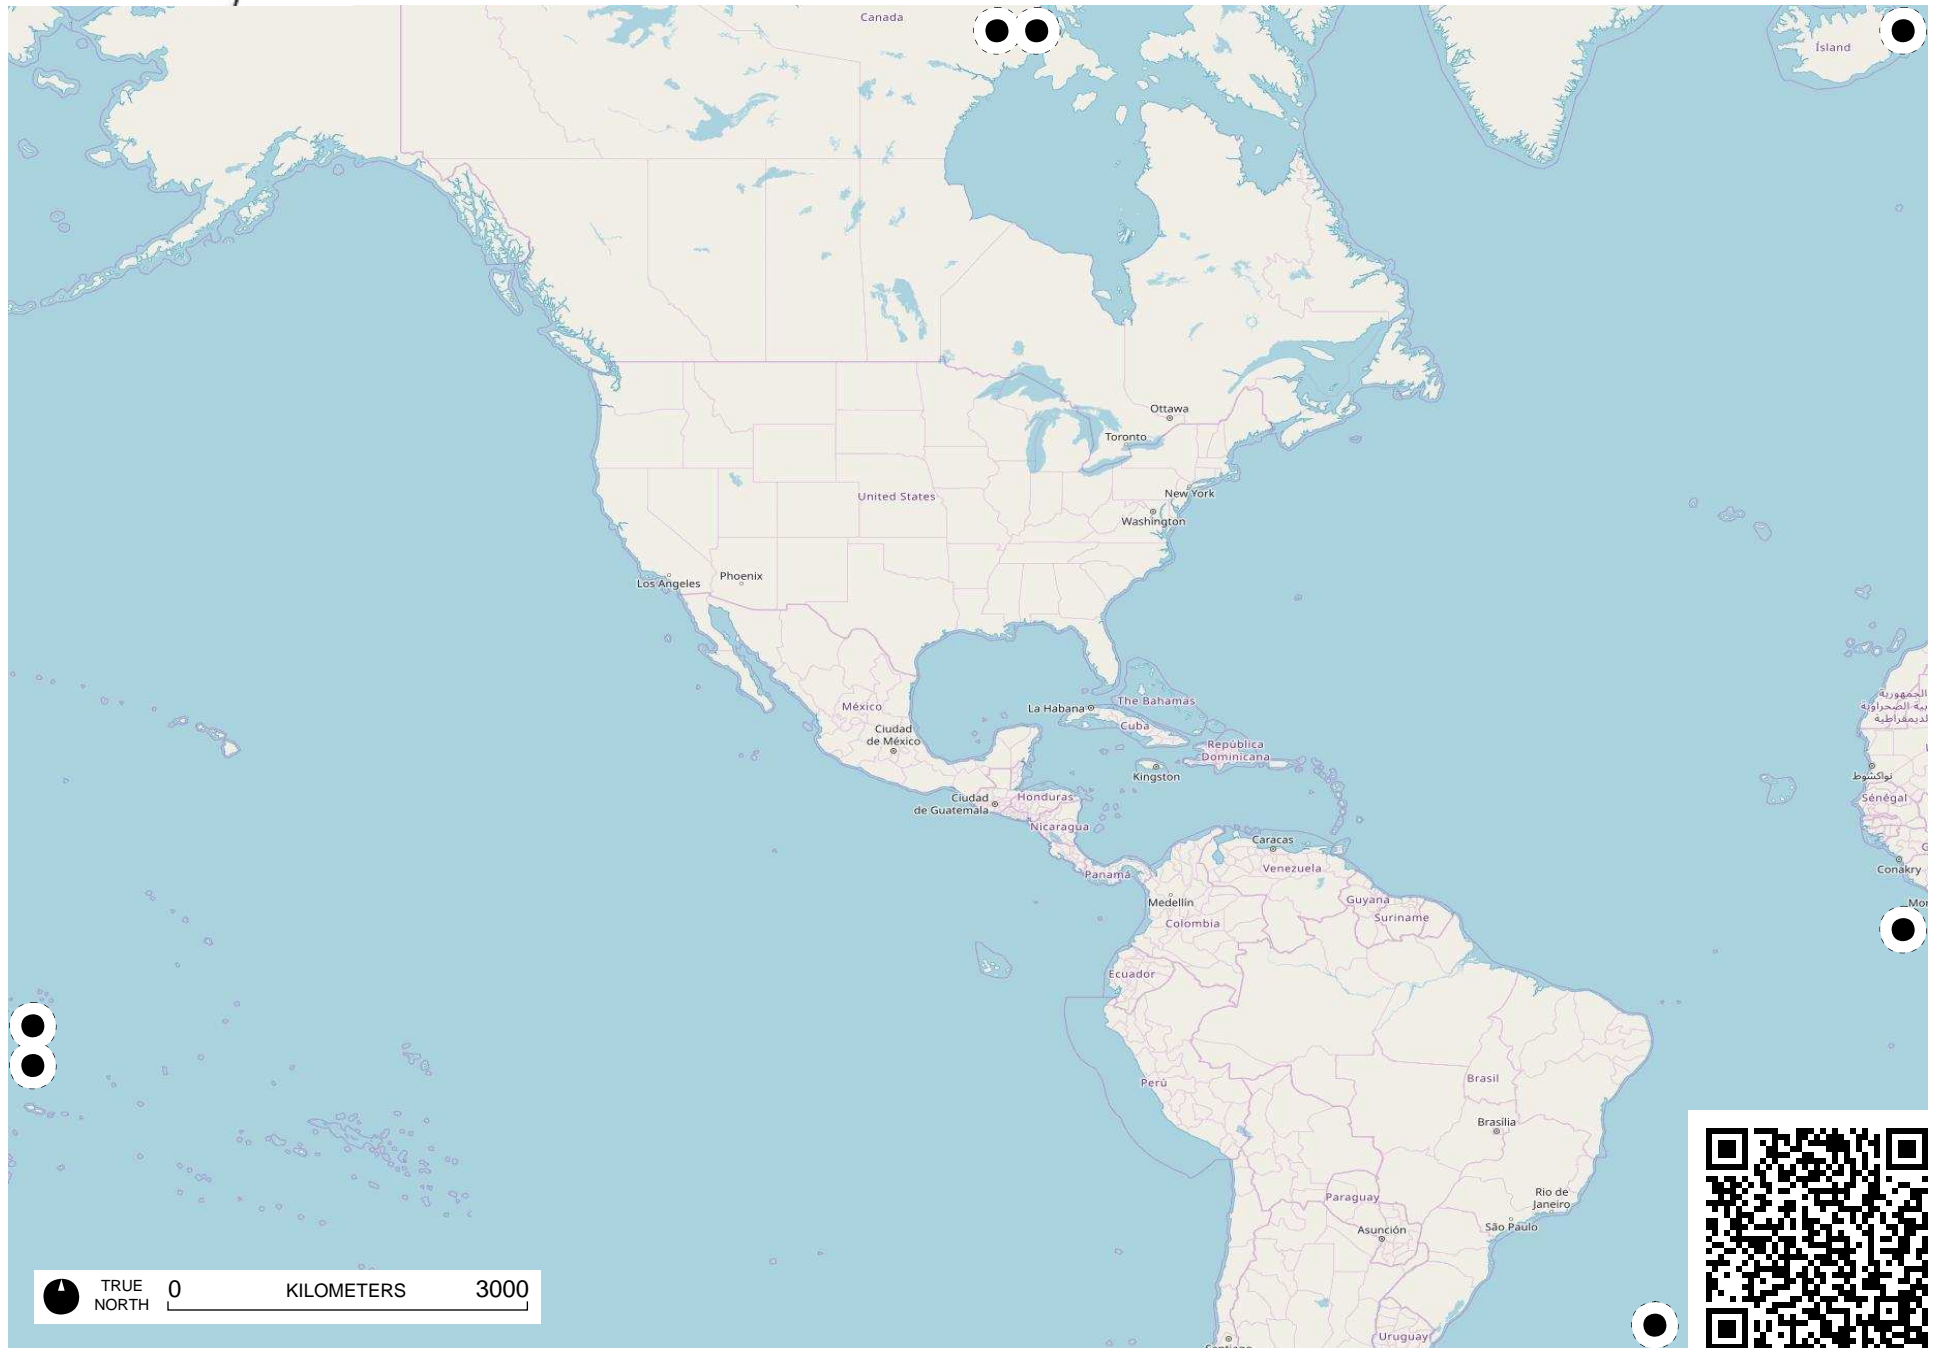 Canada
Ísland
Ottawa
Toronto
New York
United States
Washington
Los Angeles
Phoenix
México
La Habana
The Bahamas
Cuba
Ciudad
de México
República
Dominicana
Kingston
Ciudad
de Guatemala
Honduras
Nicaragua
نواكشوط
Sénégal
Caracas
Venezuela
Panamá
Conakry
Medellín
Guyana
Suriname
Colombia
Ecuador
Perú
Brasil
Brasília
Paraguay
Rio de
Janeiro
São Paulo
Asunción
Uruguay
TRUE
NORTH
0 KILOMETERS 3000